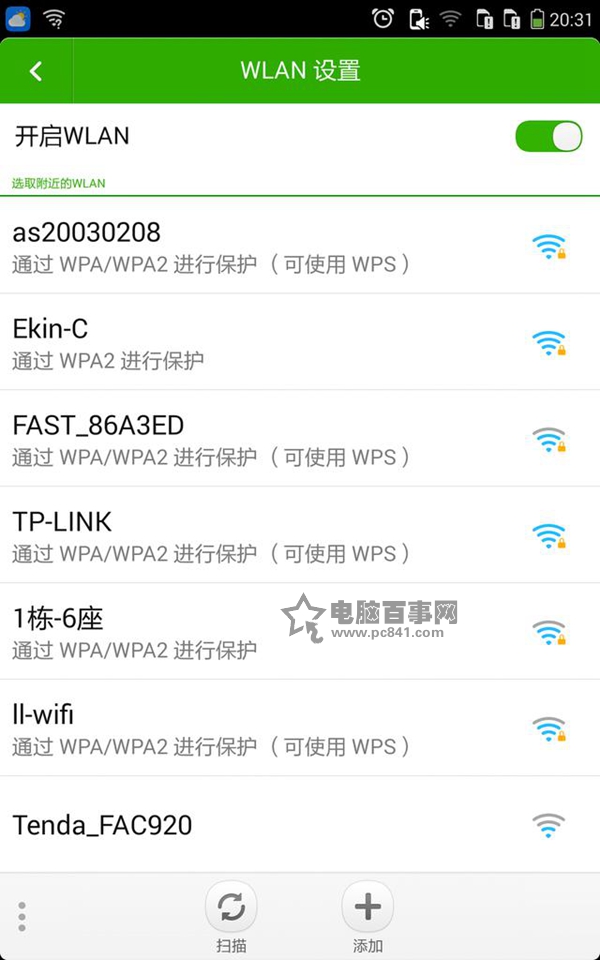 20:31
WLAN 设置
开启WLAN
选取附近的WLAN
as20030208
通过 WPA/WPA2 进行保护（可使用 WPS）
Ekin-C
通过 WPA2 进行保护
FAST_86A3ED
通过 WPA/WPA2 进行保护（可使用 WPS）
TP-LINK
通过 WPA/WPA2 进行保护（可使用 WPS）
1栋-6座
通过 WPA/WPA2 进行保护
电脑百事网
www.pc841.com
ll-wifi
通过 WPA/WPA2 进行保护（可使用 WPS）
Tenda_FAC920
扫描
添加